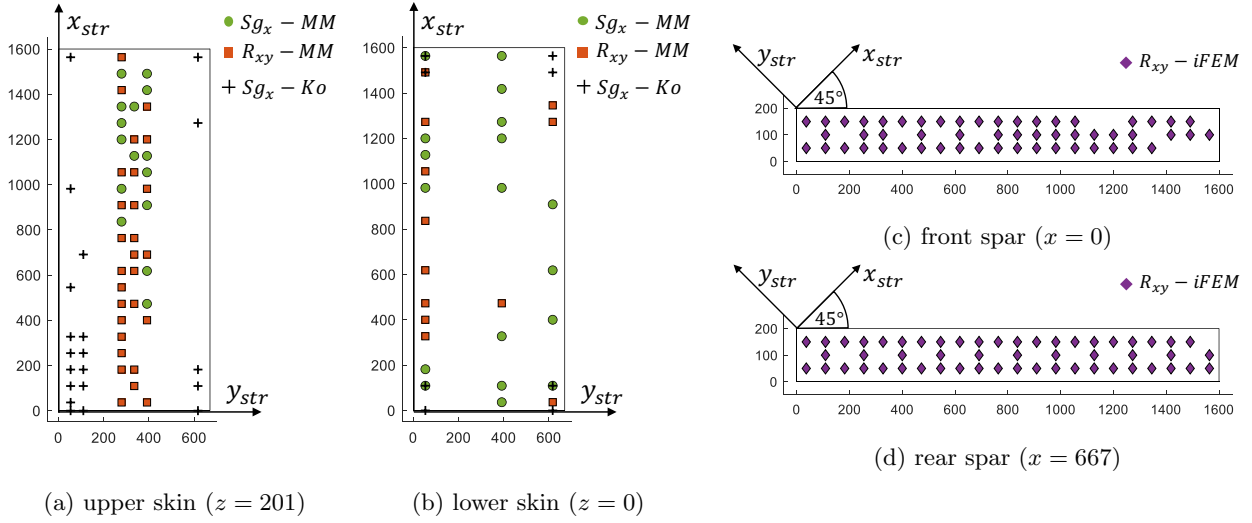 x_str
Sg_x − MM
R_xy − MM
+ Sg_x − Ko
1600
1400
1200
1000
800
600
400
200
0
0 200 400 600
y_str
(a) upper skin (z = 201)
x_str
Sg_x − MM
R_xy − MM
+ Sg_x − Ko
1600
1400
1200
1000
800
600
400
200
0
0 200 400 600
y_str
(b) lower skin (z = 0)
y_str x_str
45°
R_xy − iFEM
200
100
0
0 200 400 600 800 1000 1200 1400 1600
(c) front spar (x = 0)
y_str x_str
45°
R_xy − iFEM
200
100
0
0 200 400 600 800 1000 1200 1400 1600
(d) rear spar (x = 667)